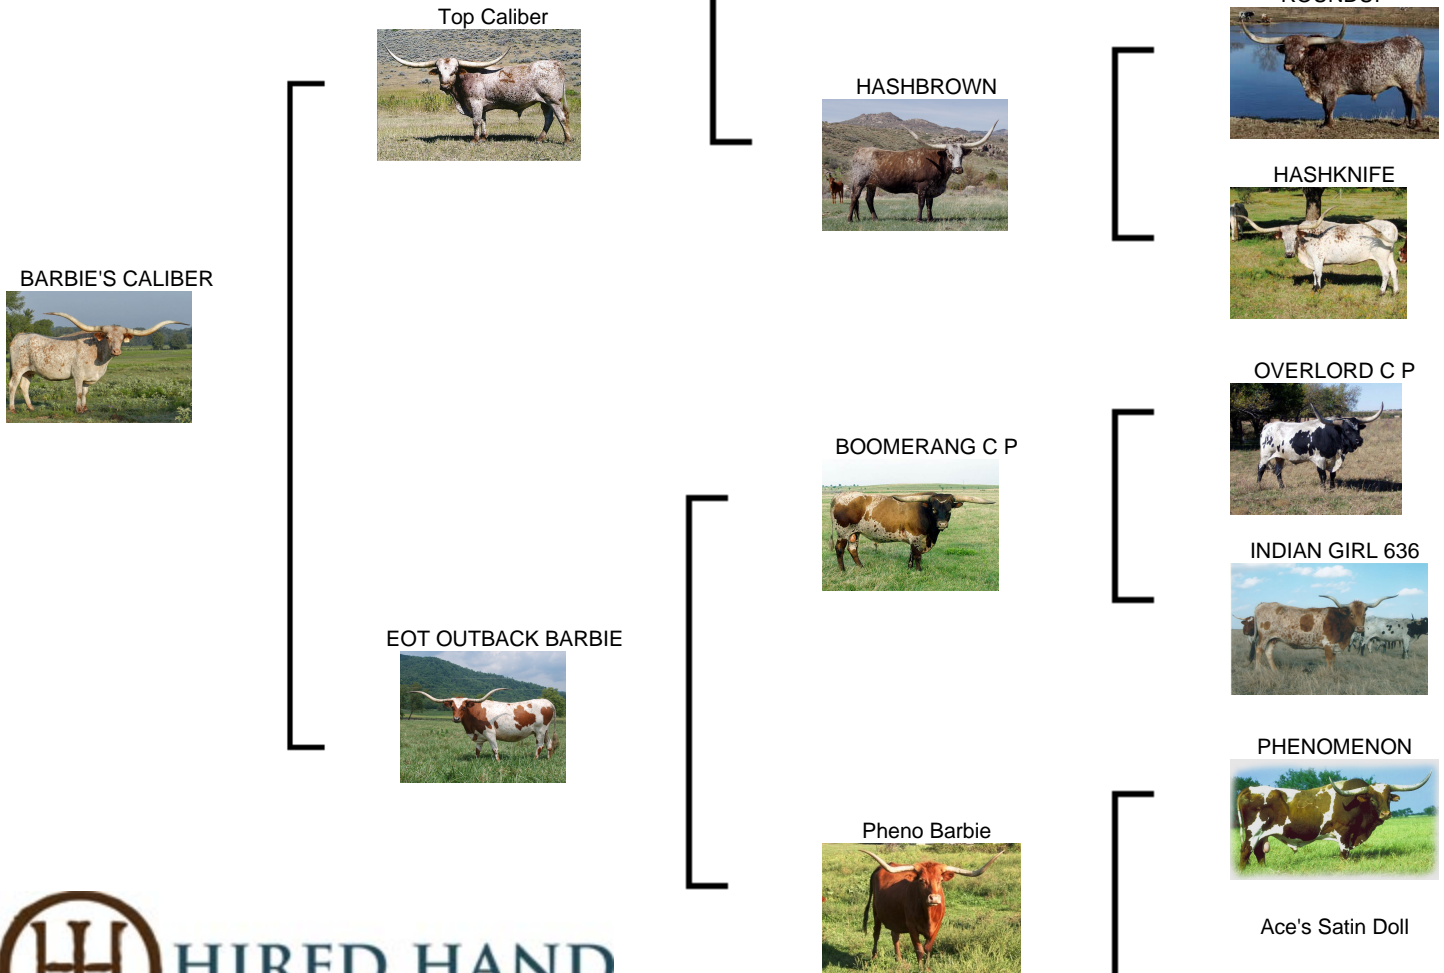 Top Caliber
HASHBROWN
HASHKNIFE
BARBIE'S CALIBER
OVERLORD C P
BOOMERANG C P
INDIAN GIRL 636
EOT OUTBACK BARBIE
PHENOMENON
Pheno Barbie
Ace's Satin Doll
HIRED HAND